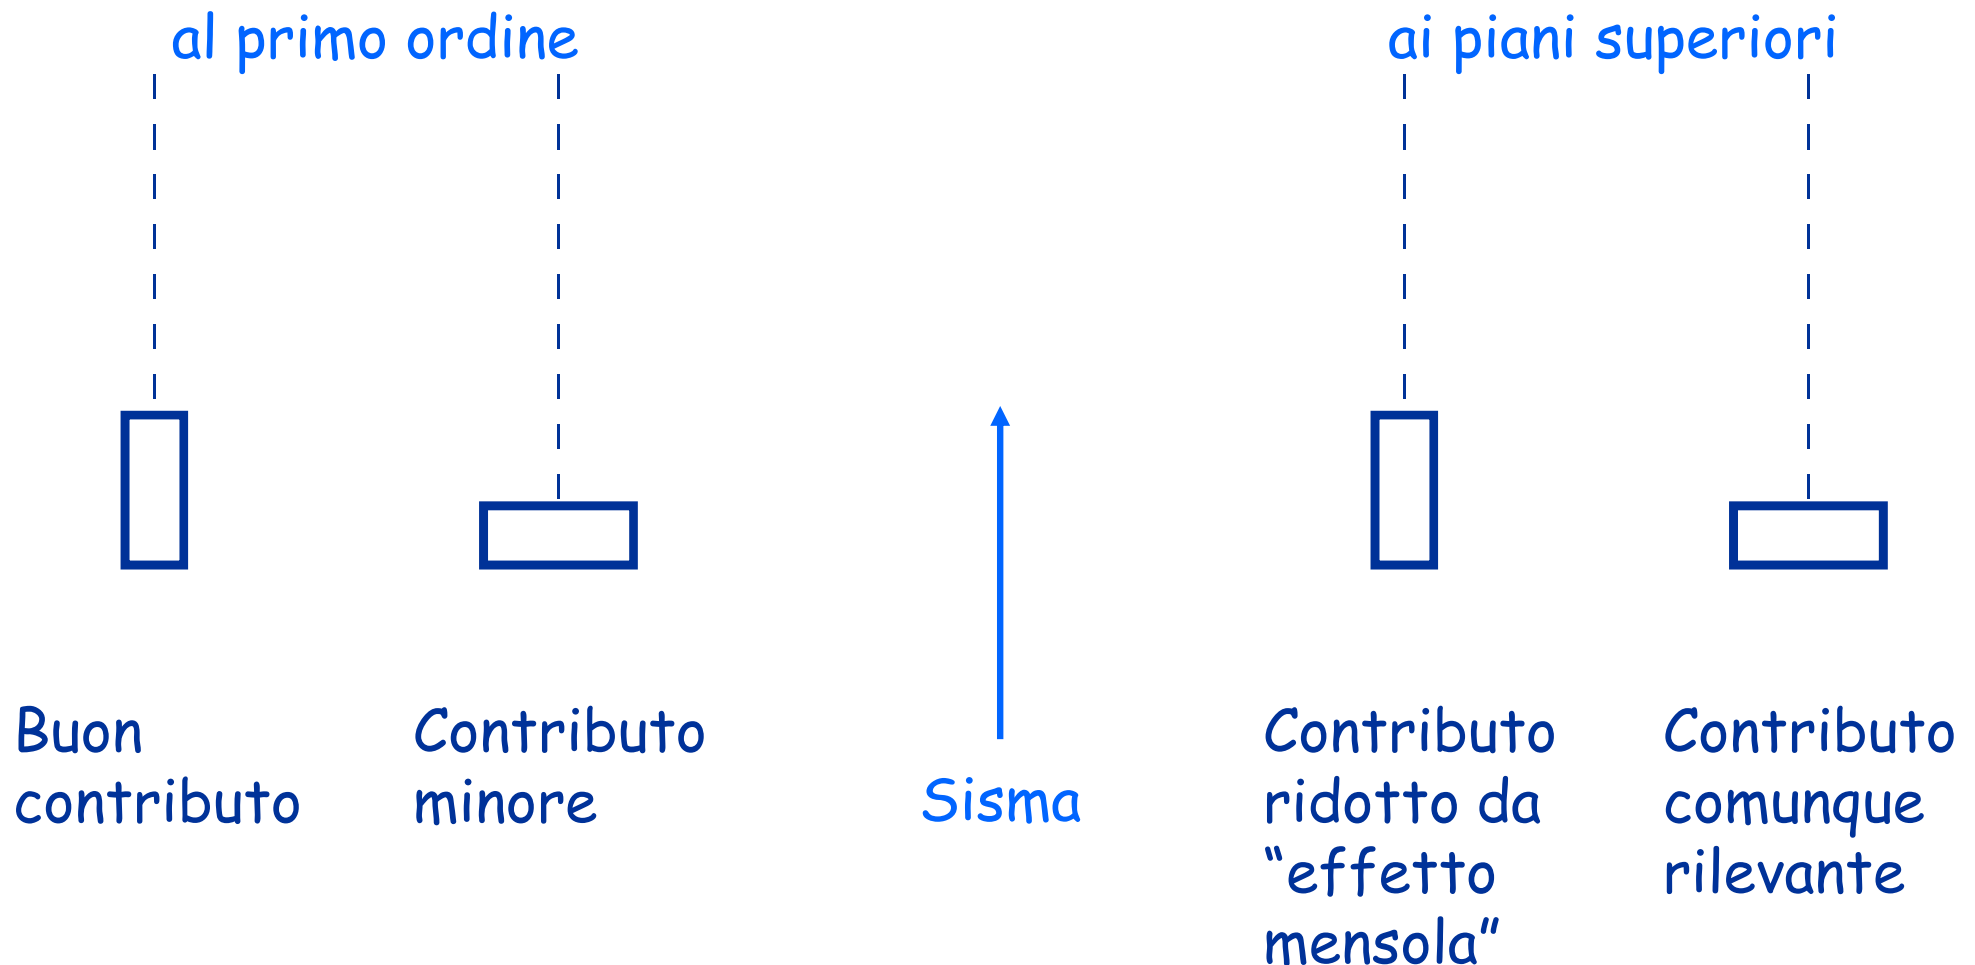 al primo ordine
ai piani superiori
Buon
contributo
Contributo
minore
Sisma
Contributo
ridotto da
“effetto
mensola”
Contributo
comunque
rilevante